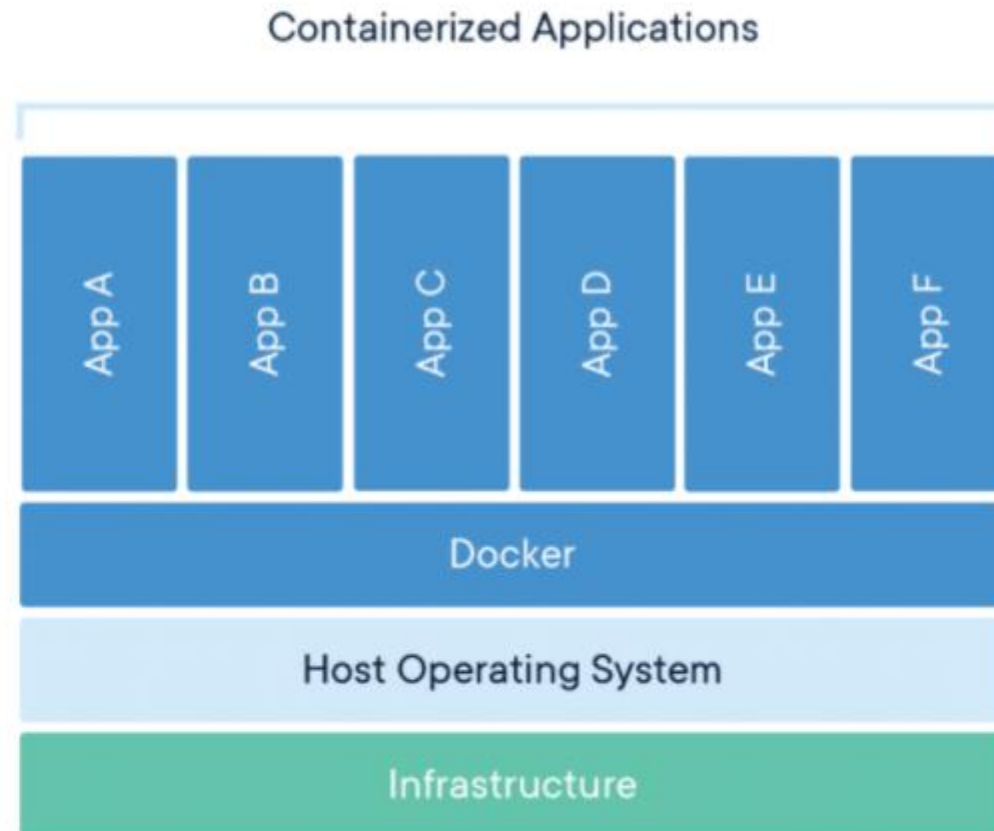 Containerized Applications
App A
App B
App C
App D
App E
App F
Docker
Host Operating System
Infrastructure